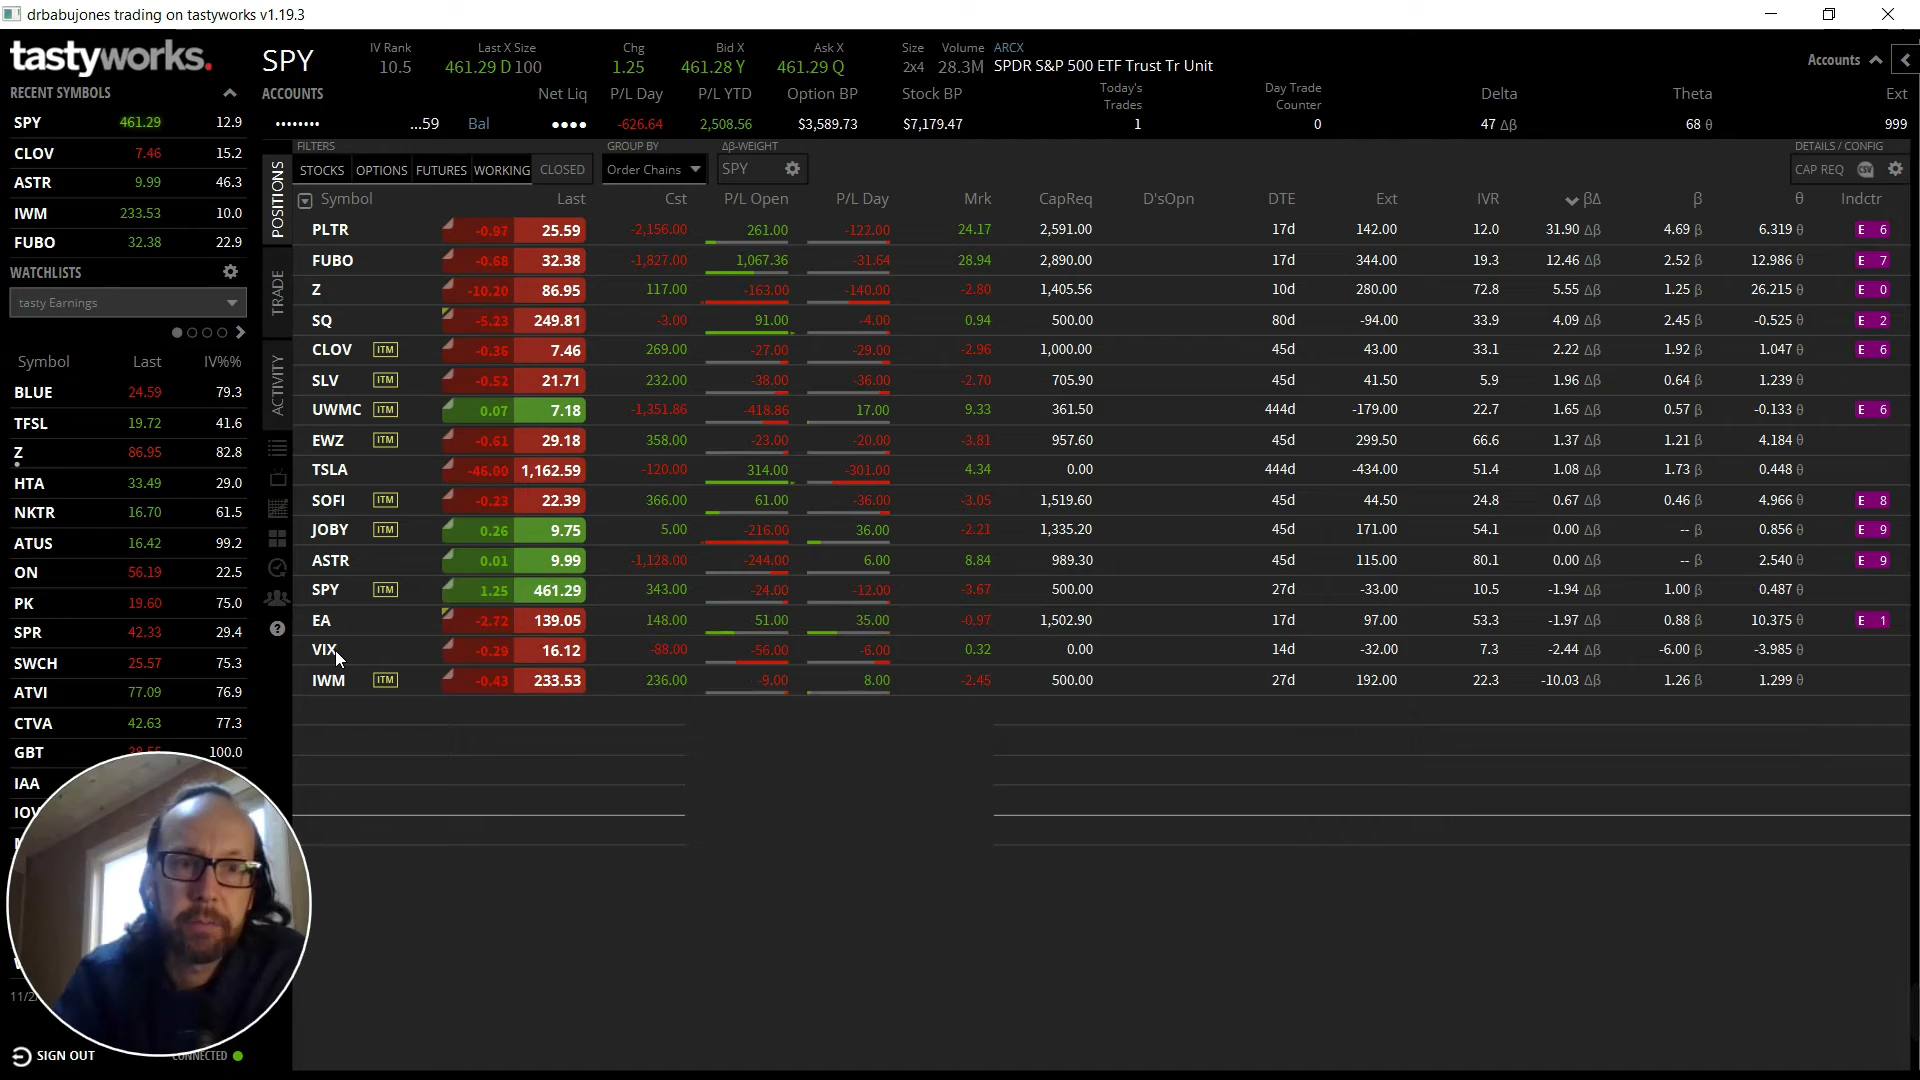 drbabujones trading on tastyworks v1.19.3
tastyworks.
SPY IV Rank 10.5 Last X Size 461.29 D 100 Chg 1.25 Bid X 461.28 Y Ask X 461.29 Q Size 2x4 Volume 28.3M ARCX SPDR S&P 500 ETF Trust Tr Unit
Accounts
RECENT SYMBOLS
SPY 461.29 12.9
CLOV 7.46 15.2
ASTR 9.99 46.3
IWM 233.53 10.0
FUBO 32.38 22.9
WATCHLISTS
tasty Earnings
Symbol Last IV%%
BLUE 24.59 79.3
TFSL 19.72 41.6
Z 86.95 82.8
HTA 33.49 29.0
NKTR 16.70 61.5
ATUS 16.42 99.2
ON 56.19 22.5
PK 19.60 75.0
SPR 42.33 29.4
SWCH 25.57 75.3
ATVI 77.09 76.9
CTVA 42.63 77.3
GBT 100.0
IAA
SIGN OUT
CONNECTED
ACCOUNTS Net Liq P/L Day P/L YTD Option BP Stock BP Today's Trades Day Trade Counter Delta Theta Ext
•••••••• ...59 Bal •••• -626.64 2,508.56 $3,589.73 $7,179.47 1 0 47 Δβ 68 θ 999
POSITIONS
TRADE
ACTIVITY
FILTERS GROUP BY Δβ-WEIGHT DETAILS / CONFIG
STOCKS OPTIONS FUTURES WORKING CLOSED Order Chains SPY CAP REQ CSV
Symbol Last Cst P/L Open P/L Day Mrk CapReq D'sOpn DTE Ext IVR βΔ β θ Indctr
PLTR -0.97 25.59 -2,156.00 261.00 -122.00 24.17 2,591.00 17d 142.00 12.0 31.90 Δβ 4.69 β 6.319 θ E 6
FUBO -0.68 32.38 -1,827.00 1,067.36 -31.64 28.94 2,890.00 17d 344.00 19.3 12.46 Δβ 2.52 β 12.986 θ E 7
Z -10.20 86.95 117.00 -163.00 -140.00 -2.80 1,405.56 10d 280.00 72.8 5.55 Δβ 1.25 β 26.215 θ E 0
SQ -5.23 249.81 -3.00 91.00 -4.00 0.94 500.00 80d -94.00 33.9 4.09 Δβ 2.45 β -0.525 θ E 2
CLOV ITM -0.36 7.46 269.00 -27.00 -29.00 -2.96 1,000.00 45d 43.00 33.1 2.22 Δβ 1.92 β 1.047 θ E 6
SLV ITM -0.52 21.71 232.00 -38.00 -36.00 -2.70 705.90 45d 41.50 5.9 1.96 Δβ 0.64 β 1.239 θ
UWMC ITM 0.07 7.18 -1,351.86 -418.86 17.00 9.33 361.50 444d -179.00 22.7 1.65 Δβ 0.57 β -0.133 θ E 6
EWZ ITM -0.61 29.18 358.00 -23.00 -20.00 -3.81 957.60 45d 299.50 66.6 1.37 Δβ 1.21 β 4.184 θ
TSLA -46.00 1,162.59 -120.00 314.00 -301.00 4.34 0.00 444d -434.00 51.4 1.08 Δβ 1.73 β 0.448 θ
SOFI ITM -0.23 22.39 366.00 61.00 -36.00 -3.05 1,519.60 45d 44.50 24.8 0.67 Δβ 0.46 β 4.966 θ E 8
JOBY ITM 0.26 9.75 5.00 -216.00 36.00 -2.21 1,335.20 45d 171.00 54.1 0.00 Δβ -- β 0.856 θ E 9
ASTR 0.01 9.99 -1,128.00 -244.00 6.00 8.84 989.30 45d 115.00 80.1 0.00 Δβ -- β 2.540 θ E 9
SPY ITM 1.25 461.29 343.00 -24.00 -12.00 -3.67 500.00 27d -33.00 10.5 -1.94 Δβ 1.00 β 0.487 θ
EA -2.72 139.05 148.00 51.00 35.00 -0.97 1,502.90 17d 97.00 53.3 -1.97 Δβ 0.88 β 10.375 θ E 1
VIX -0.29 16.12 -88.00 -56.00 -6.00 0.32 0.00 14d -32.00 7.3 -2.44 Δβ -6.00 β -3.985 θ
IWM ITM -0.43 233.53 236.00 -9.00 8.00 -2.45 500.00 27d 192.00 22.3 -10.03 Δβ 1.26 β 1.299 θ